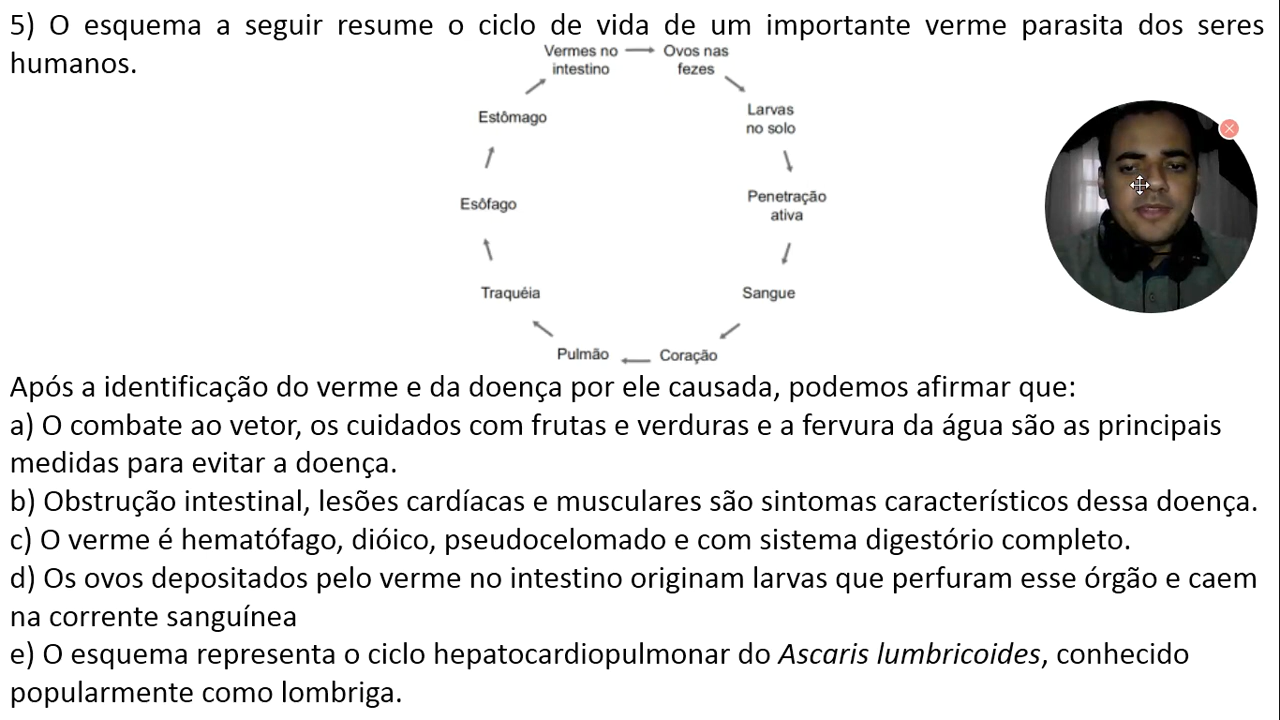 5) O esquema a seguir resume o ciclo de vida de um importante verme parasita dos seres
humanos.
Vermes no
intestino
Ovos nas
fezes
Larvas
no solo
Penetração
ativa
Sangue
Coração
Pulmão
Traquéia
Esôfago
Estômago
Após a identificação do verme e da doença por ele causada, podemos afirmar que:
a) O combate ao vetor, os cuidados com frutas e verduras e a fervura da água são as principais
medidas para evitar a doença.
b) Obstrução intestinal, lesões cardíacas e musculares são sintomas característicos dessa doença.
c) O verme é hematófago, dióico, pseudocelomado e com sistema digestório completo.
d) Os ovos depositados pelo verme no intestino originam larvas que perfuram esse órgão e caem
na corrente sanguínea
e) O esquema representa o ciclo hepatocardiopulmonar do Ascaris lumbricoides, conhecido
popularmente como lombriga.